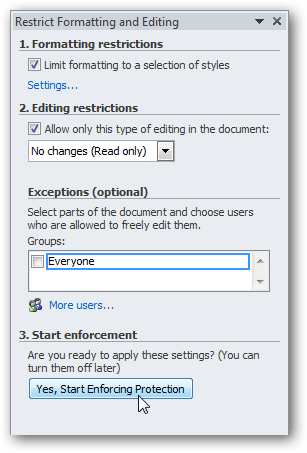 Restrict Formatting and Editing
1. Formatting restrictions
Limit formatting to a selection of styles
Settings...
2. Editing restrictions
Allow only this type of editing in the document:
No changes (Read only)
Exceptions (optional)
Select parts of the document and choose users
who are allowed to freely edit them.
Groups:
Everyone
More users...
3. Start enforcement
Are you ready to apply these settings? (You can
turn them off later)
Yes, Start Enforcing Protection